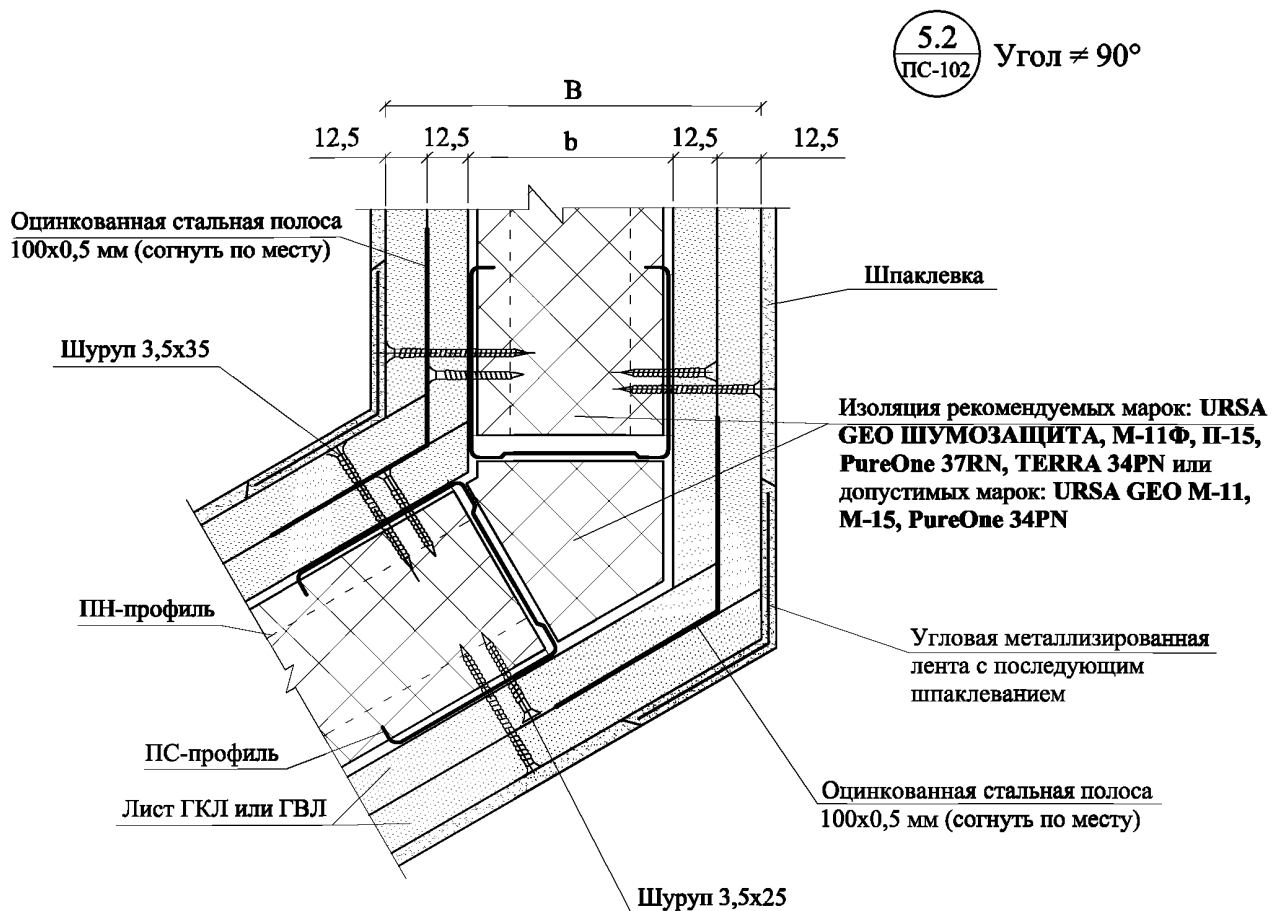 5.2
ПС-102
Угол ≠ 90°
B
12,5
12,5
b
12,5
12,5
Оцинкованная стальная полоса
100х0,5 мм (согнуть по месту)
Шпаклевка
Шуруп 3,5х35
Изоляция рекомендуемых марок: URSA
GEO ШУМОЗАЩИТА, М-11Ф, П-15,
PureOne 37RN, TERRA 34PN или
допустимых марок: URSA GEO М-11,
М-15, PureOne 34PN
ПН-профиль
Угловая металлизированная
лента с последующим
шпаклеванием
ПС-профиль
Лист ГКЛ или ГВЛ
Оцинкованная стальная полоса
100х0,5 мм (согнуть по месту)
Шуруп 3,5х25